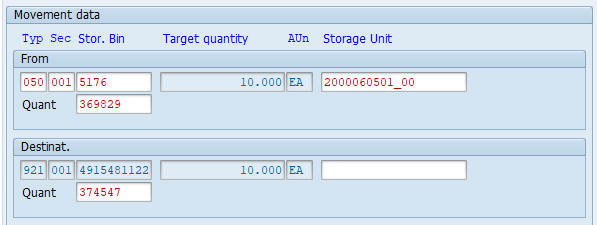 Movement data
Typ Sec Stor. Bin Target quantity AUn Storage Unit
From
050 001 5176 10.000 EA 2000060501_00
Quant 369829
Destinat.
921 001 4915481122 10.000 EA
Quant 374547